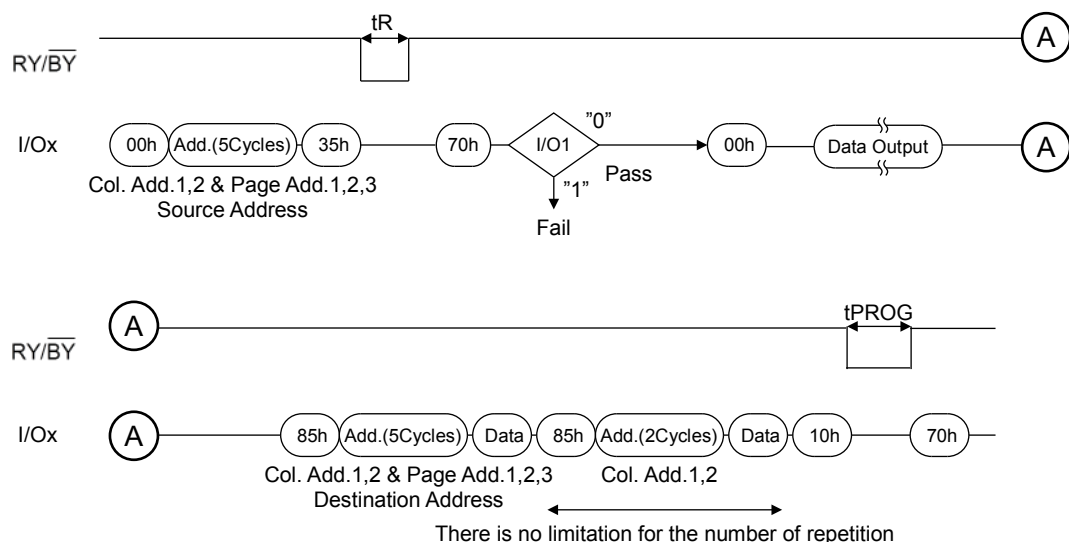 tR
RY/BY
A
I/Ox
00h Add.(5Cycles) 35h 70h I/O1 "0" Pass 00h Data Output A
"1"
Fail
Col. Add.1,2 & Page Add.1,2,3
Source Address
A
tPROG
RY/BY
I/Ox
A 85h Add.(5Cycles) Data 85h Add.(2Cycles) Data 10h 70h
Col. Add.1,2 & Page Add.1,2,3 Col. Add.1,2
Destination Address
There is no limitation for the number of repetition